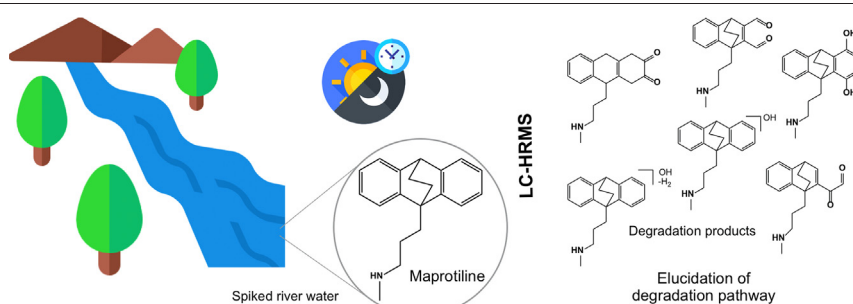 O
O
O
O
OH
OH
HN
HN
HN
LC-HRMS
OH
OH
-H2
O
O
HN
HN
HN
Degradation products
HN
Maprotiline
Spiked river water
Elucidation of
degradation pathway